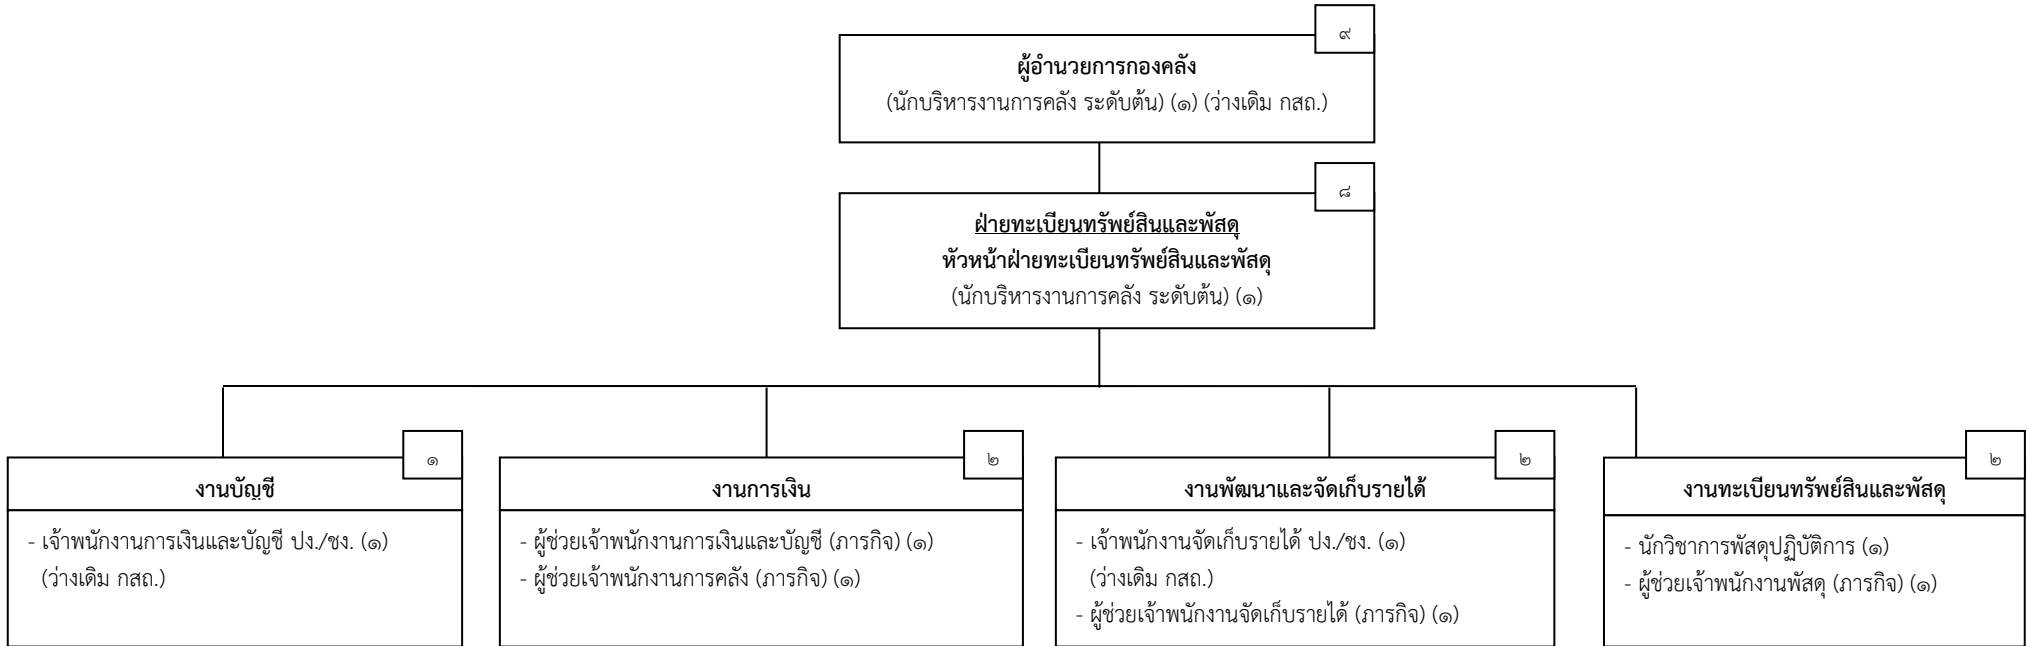 ๙
ผู้อำนวยการกองคลัง
(นักบริหารงานการคลัง ระดับต้น) (๑) (ว่างเดิม กสถ.)
๘
ฝ่ายทะเบียนทรัพย์สินและพัสดุ
หัวหน้าฝ่ายทะเบียนทรัพย์สินและพัสดุ
(นักบริหารงานการคลัง ระดับต้น) (๑)
๑
งานบัญชี
- เจ้าพนักงานการเงินและบัญชี ปง./ชง. (๑)
(ว่างเดิม กสถ.)
๒
งานการเงิน
- ผู้ช่วยเจ้าพนักงานการเงินและบัญชี (ภารกิจ) (๑)
- ผู้ช่วยเจ้าพนักงานการคลัง (ภารกิจ) (๑)
๒
งานพัฒนาและจัดเก็บรายได้
- เจ้าพนักงานจัดเก็บรายได้ ปง./ชง. (๑)
(ว่างเดิม กสถ.)
- ผู้ช่วยเจ้าพนักงานจัดเก็บรายได้ (ภารกิจ) (๑)
๒
งานทะเบียนทรัพย์สินและพัสดุ
- นักวิชาการพัสดุปฏิบัติการ (๑)
- ผู้ช่วยเจ้าพนักงานพัสดุ (ภารกิจ) (๑)